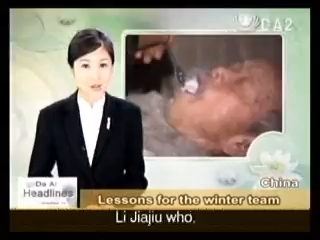 DA2
China
Da Ai
Headlines
Lessons for the winter team
Li Jiajiu who.